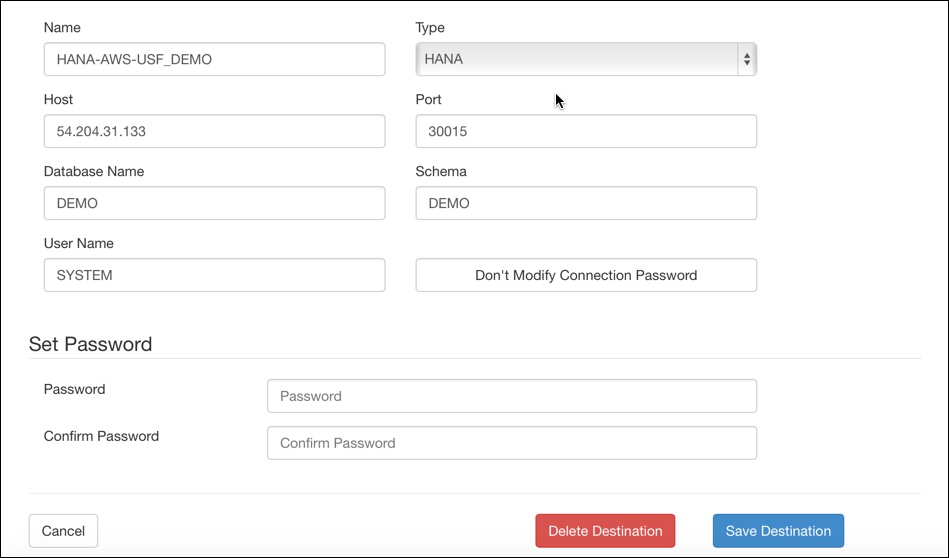 Name Type
HANA-AWS-USF_DEMO HANA
Host Port
54.204.31.133 30015
Database Name Schema
DEMO DEMO
User Name
SYSTEM Don't Modify Connection Password
Set Password
Password Password
Confirm Password Confirm Password
Cancel Delete Destination Save Destination